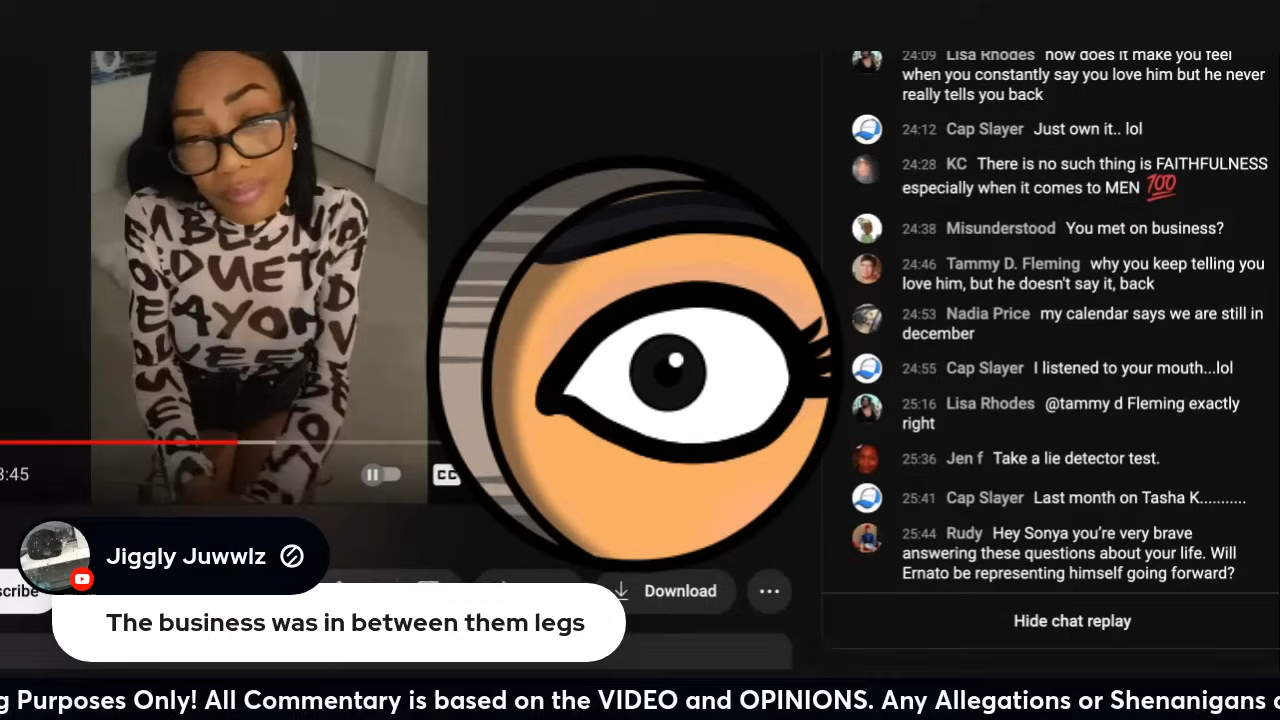 24:09 Lisa Rhodes how does it make you feel
when you constantly say you love him but he never
really tells you back
24:12 Cap Slayer Just own it.. lol
24:28 KC There is no such thing is FAITHFULNESS
especially when it comes to MEN 💯
24:38 Misunderstood You met on business?
24:46 Tammy D. Fleming why you keep telling you
love him, but he doesn't say it, back
24:53 Nadia Price my calendar says we are still in
december
24:55 Cap Slayer I listened to your mouth...lol
25:16 Lisa Rhodes @tammy d Fleming exactly
right
25:36 Jen f Take a lie detector test.
25:41 Cap Slayer Last month on Tasha K...........
25:44 Rudy Hey Sonya you’re very brave
answering these questions about your life. Will
Ernato be representing himself going forward?
Hide chat replay
3:45
CC
Jiggly Juwwlz
scribe
Download
The business was in between them legs
g Purposes Only! All Commentary is based on the VIDEO and OPINIONS. Any Allegations or Shenanigans